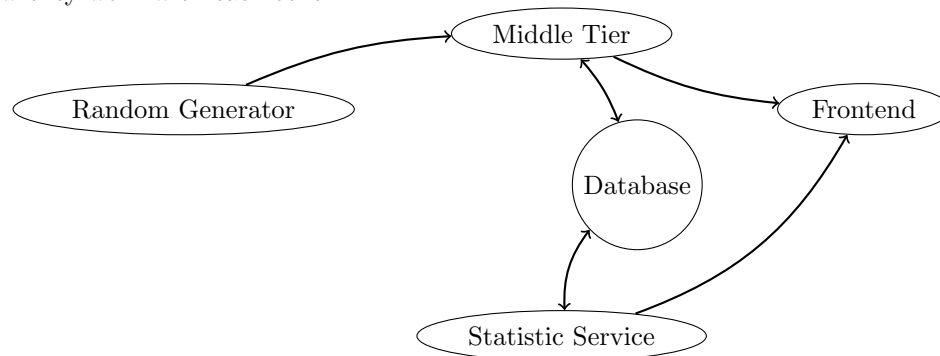 Middle Tier
Random Generator
Frontend
Database
Statistic Service